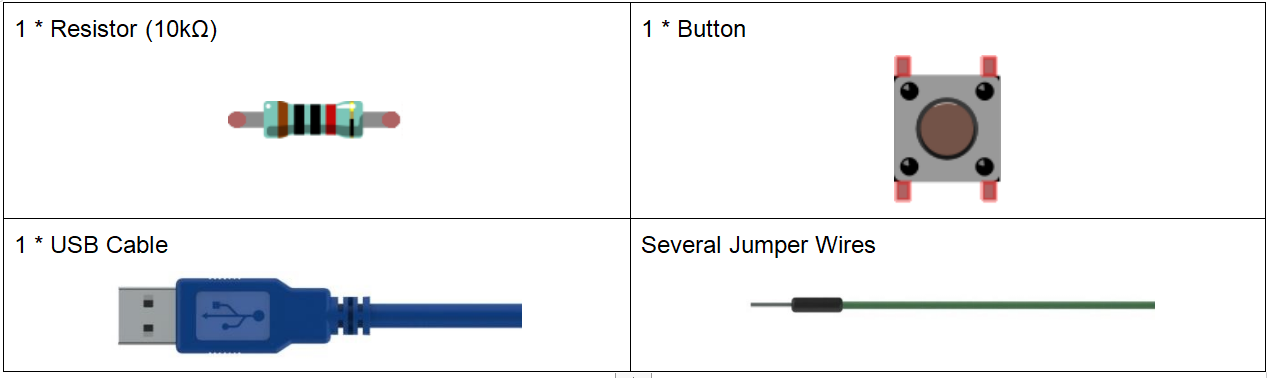 1 * Resistor (10kΩ)
1 * Button
1 * USB Cable
Several Jumper Wires